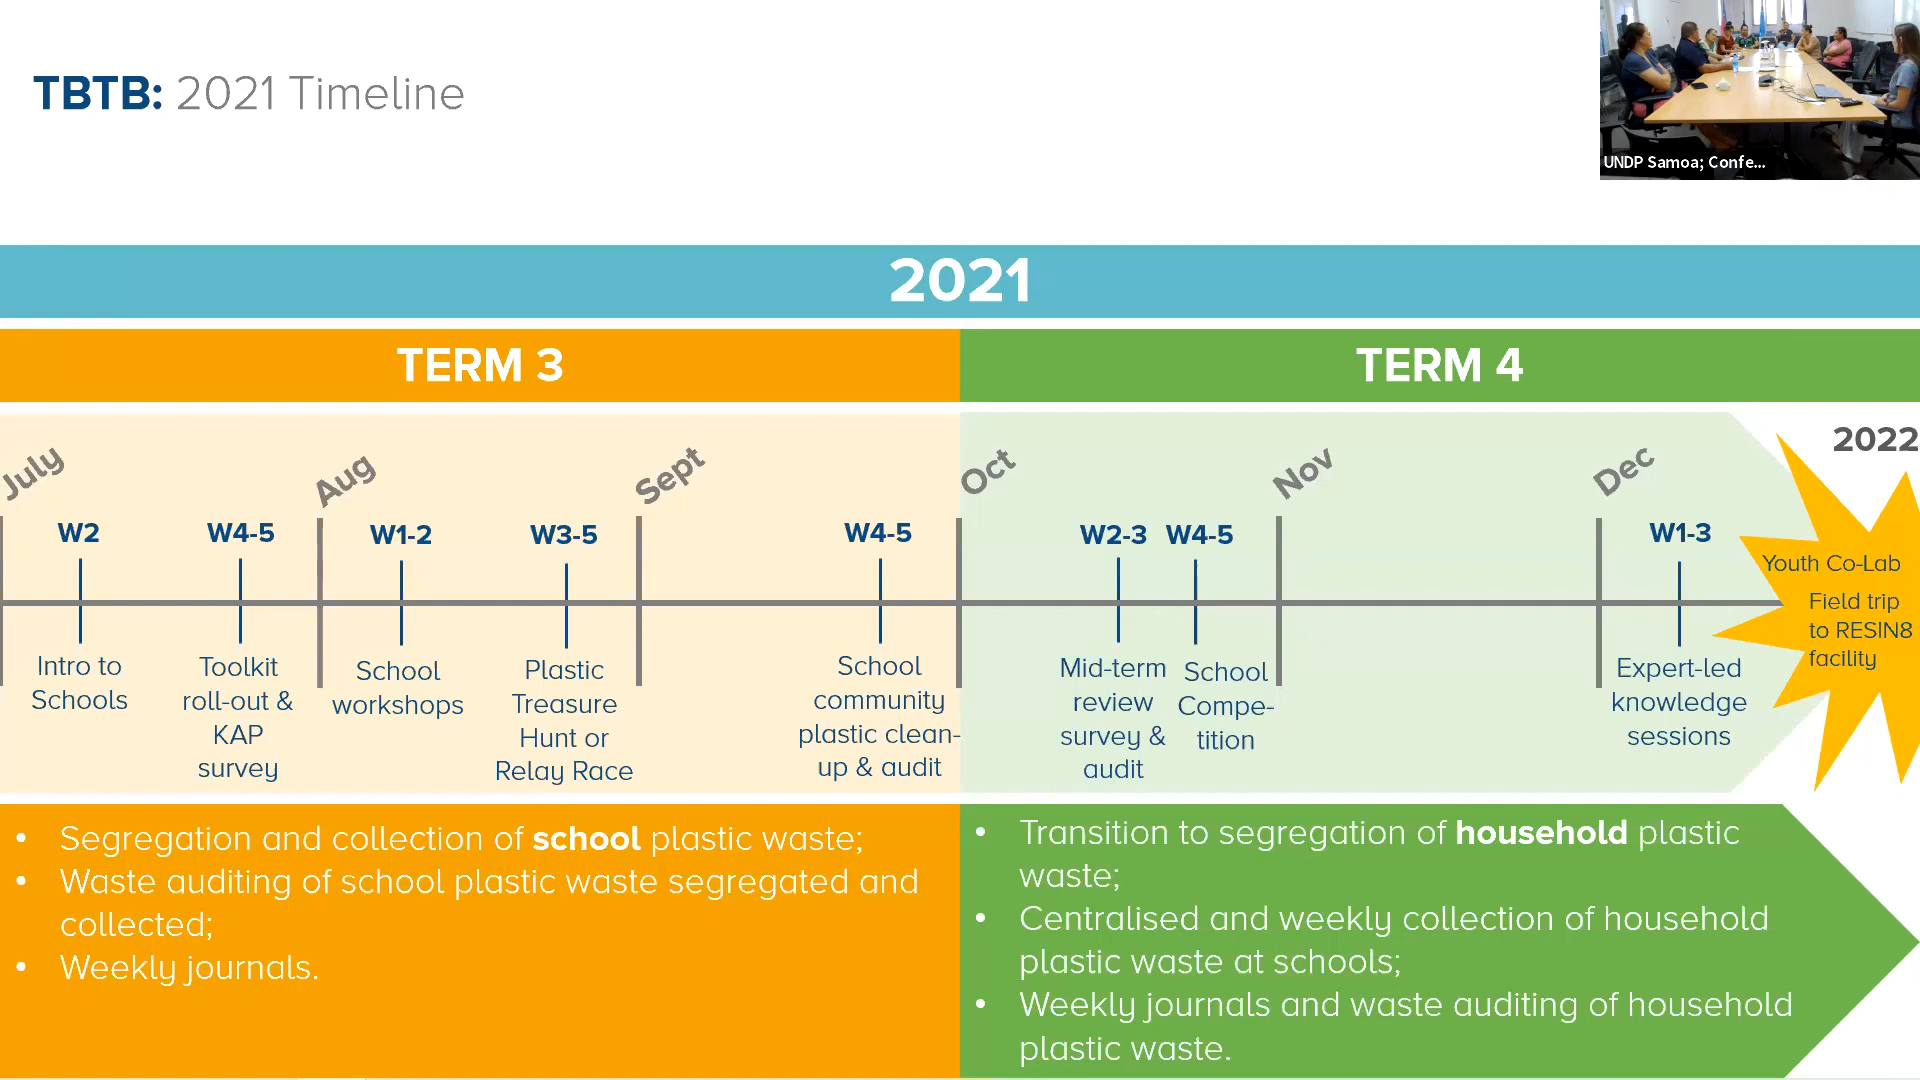 TBTB: 2021 Timeline
UNDP Samoa; Confe...
2021
TERM 3
TERM 4
July
Aug
Sept
Oct
Nov
Dec
2022
W2
W4-5
W1-2
W3-5
W4-5
W2-3
W4-5
W1-3
Intro to
Schools
Toolkit
roll-out &
KAP
survey
School
workshops
Plastic
Treasure
Hunt or
Relay Race
School
community
plastic clean-
up & audit
Mid-term
review
survey &
audit
School
Compe-
tition
Expert-led
knowledge
sessions
Youth Co-Lab
Field trip
to RESIN8
facility
• Segregation and collection of school plastic waste;
• Waste auditing of school plastic waste segregated and
collected;
• Weekly journals.
• Transition to segregation of household plastic
waste;
• Centralised and weekly collection of household
plastic waste at schools;
• Weekly journals and waste auditing of household
plastic waste.